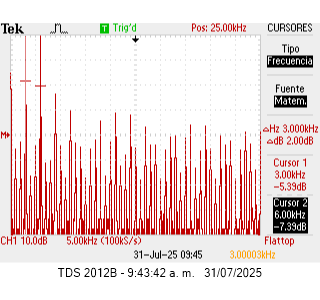 Tek
T Trig'd
Pos: 25.00kHz
CURSORES
Tipo
Frecuencia
Fuente
Matem.
M
△Hz 3.000kHz
△dB 2.00dB
Cursor 1
3.00kHz
-5.39dB
Cursor 2
6.00kHz
-7.39dB
CH1 10.0dB
5.00kHz (100kS/s)
Flattop
31-Jul-25 09:45
3.00003kHz
TDS 2012B - 9:43:42 a. m. 31/07/2025